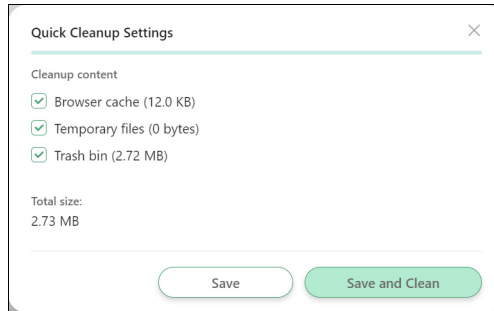 Quick Cleanup Settings
Cleanup content
Browser cache (12.0 KB)
Temporary files (0 bytes)
Trash bin (2.72 MB)
Total size:
2.73 MB
Save
Save and Clean